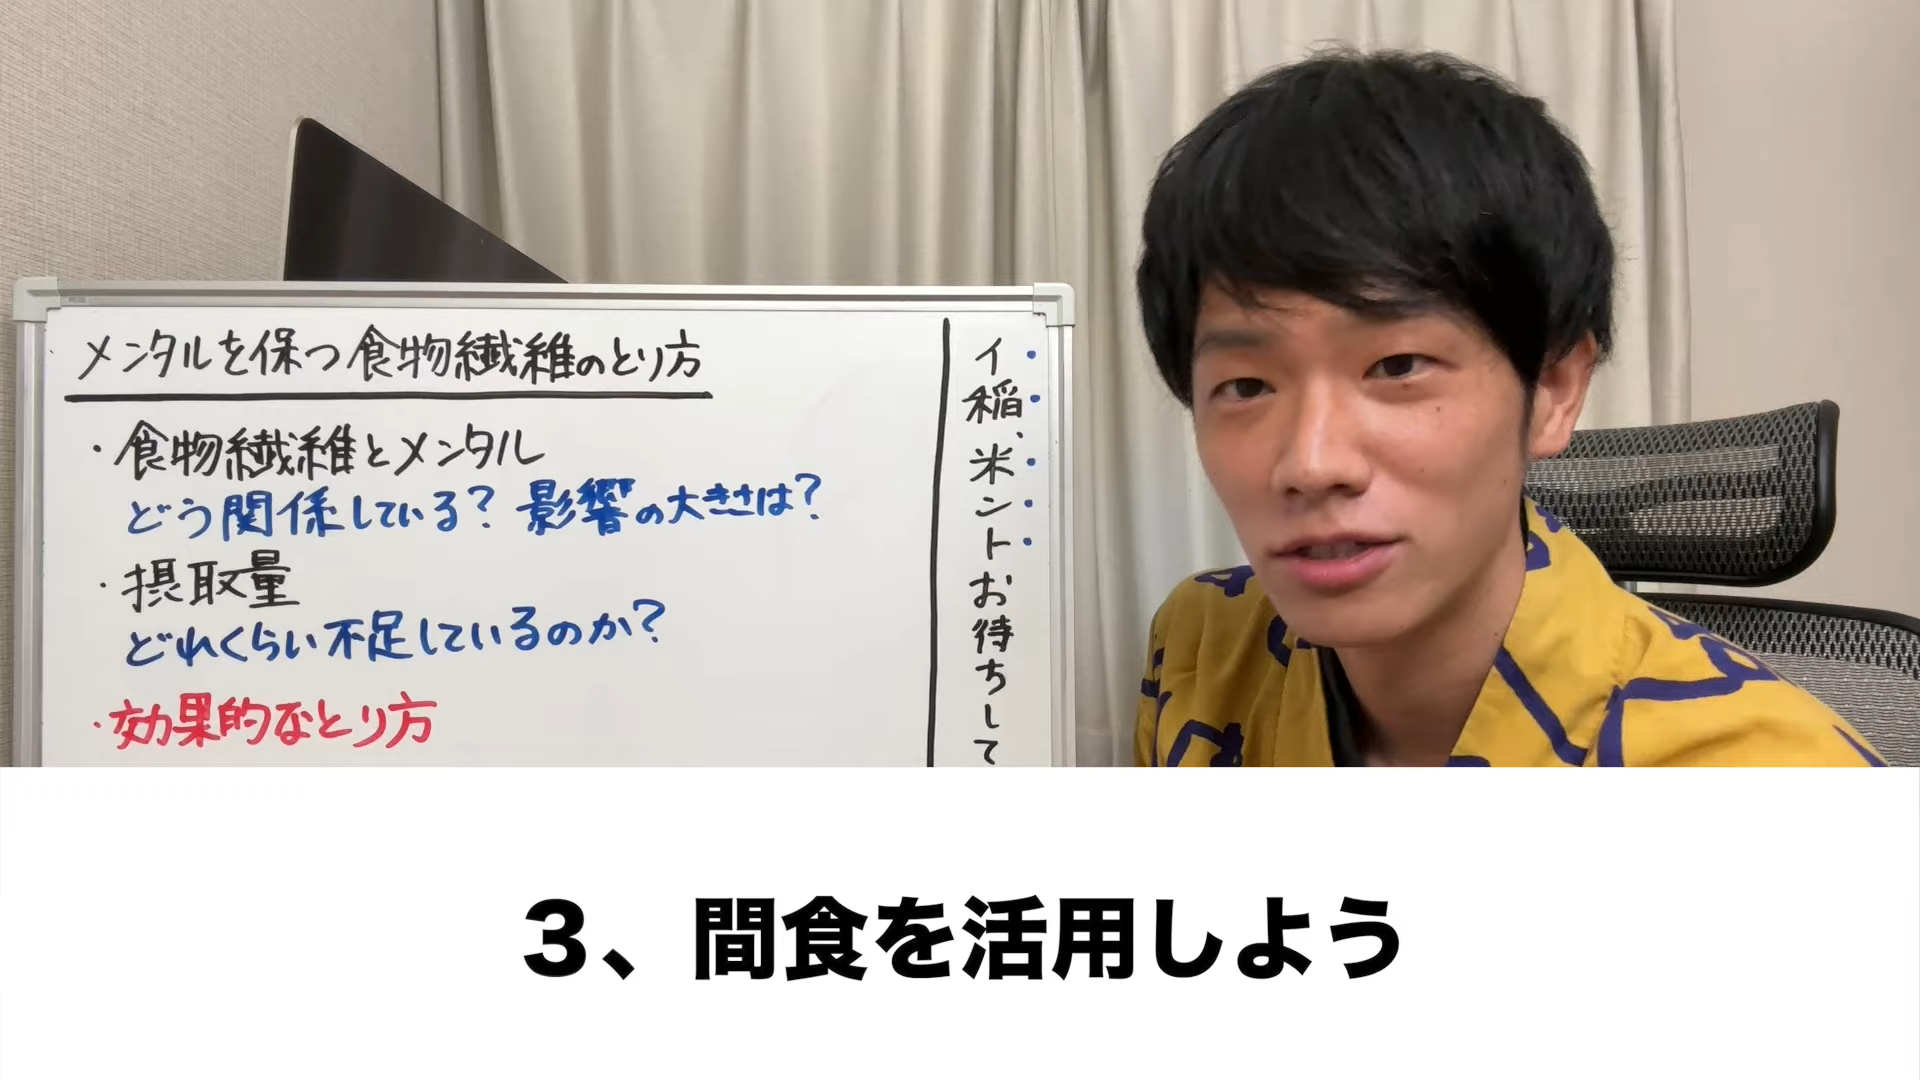 メンタルを保つ食物繊維のとり方
・食物繊維とメンタル
どう関係している？影響の大きさは？
・摂取量
どれくらい不足しているのか？
・効果的なとり方
イ稲、米ントお待ちして
３、間食を活用しよう